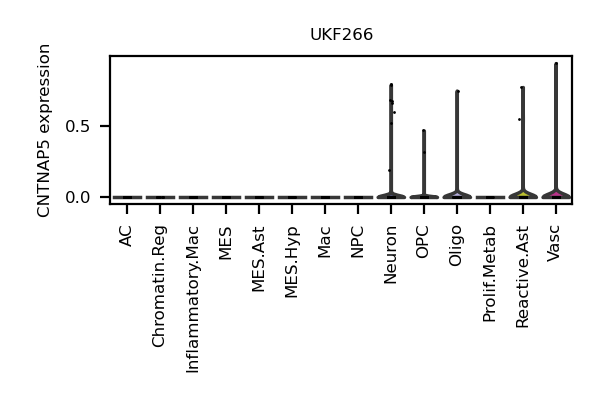 UKF266
CNTNAP5 expression
0.5
0.0
AC
Chromatin.Reg
Inflammatory.Mac
MES
MES.Ast
MES.Hyp
Mac
NPC
Neuron
OPC
Oligo
Prolif.Metab
Reactive.Ast
Vasc